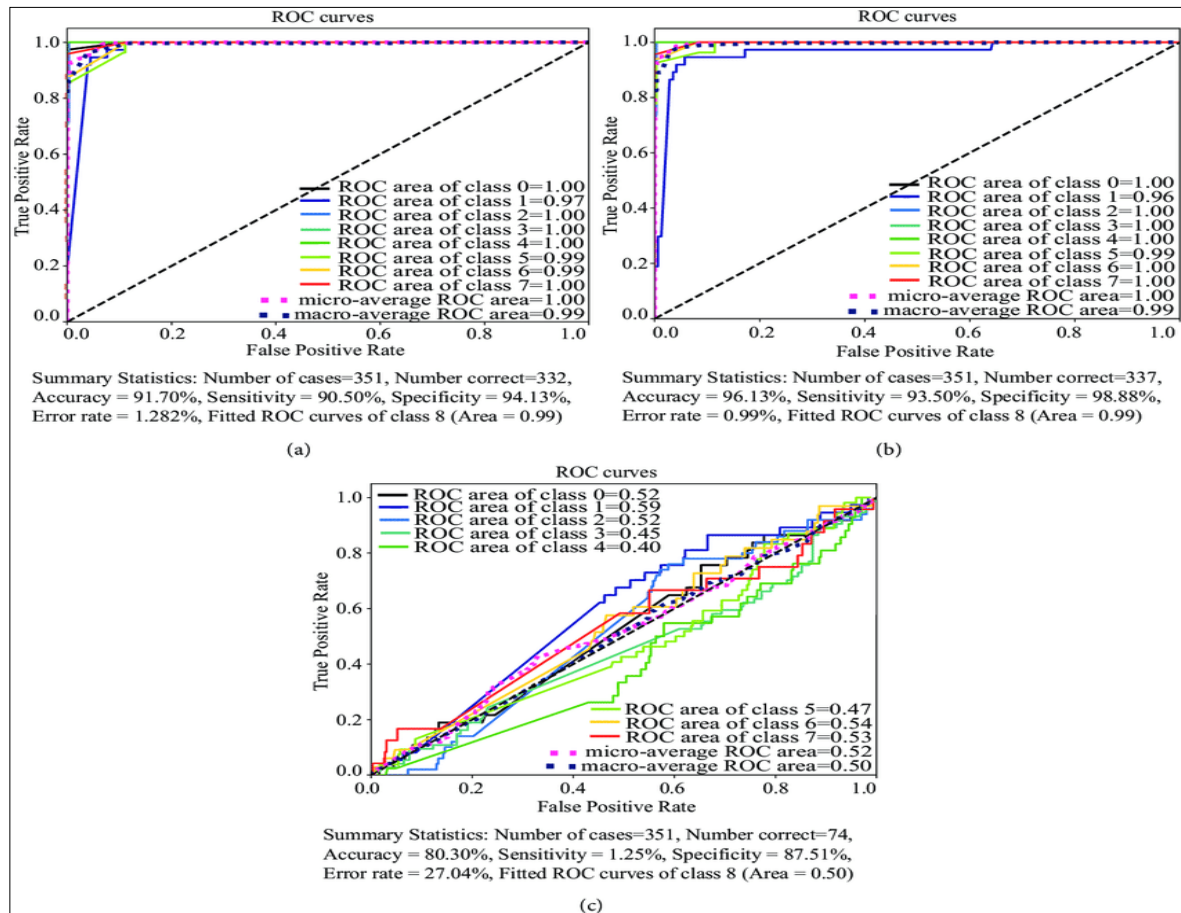 ROC curves
1.0
0.8
0.6
0.4
0.2
0.0
True Positive Rate
ROC area of class 0=1.00
ROC area of class 1=0.97
ROC area of class 2=1.00
ROC area of class 3=1.00
ROC area of class 4=1.00
ROC area of class 5=0.99
ROC area of class 6=0.99
ROC area of class 7=1.00
micro-average ROC area=1.00
macro-average ROC area=0.99
0.0 0.2 0.4 0.6 0.8 1.0
False Positive Rate
Summary Statistics: Number of cases=351, Number correct=332,
Accuracy = 91.70%, Sensitivity = 90.50%, Specificity = 94.13%,
Error rate = 1.282%, Fitted ROC curves of class 8 (Area = 0.99)
(a)
ROC curves
1.0
0.8
0.6
0.4
0.2
0.0
True Positive Rate
ROC area of class 0=1.00
ROC area of class 1=0.96
ROC area of class 2=1.00
ROC area of class 3=1.00
ROC area of class 4=1.00
ROC area of class 5=0.99
ROC area of class 6=1.00
ROC area of class 7=1.00
micro-average ROC area=1.00
macro-average ROC area=0.99
0.0 0.2 0.4 0.6 0.8 1.0
False Positive Rate
Summary Statistics: Number of cases=351, Number correct=337,
Accuracy = 96.13%, Sensitivity = 93.50%, Specificity = 98.88%,
Error rate = 0.99%, Fitted ROC curves of class 8 (Area = 0.99)
(b)
ROC curves
1.0
0.8
0.6
0.4
0.2
0.0
True Positive Rate
ROC area of class 0=0.52
ROC area of class 1=0.59
ROC area of class 2=0.52
ROC area of class 3=0.45
ROC area of class 4=0.40
ROC area of class 5=0.47
ROC area of class 6=0.54
ROC area of class 7=0.53
micro-average ROC area=0.52
macro-average ROC area=0.50
0.0 0.2 0.4 0.6 0.8 1.0
False Positive Rate
Summary Statistics: Number of cases=351, Number correct=74,
Accuracy = 80.30%, Sensitivity = 1.25%, Specificity = 87.51%,
Error rate = 27.04%, Fitted ROC curves of class 8 (Area = 0.50)
(c)